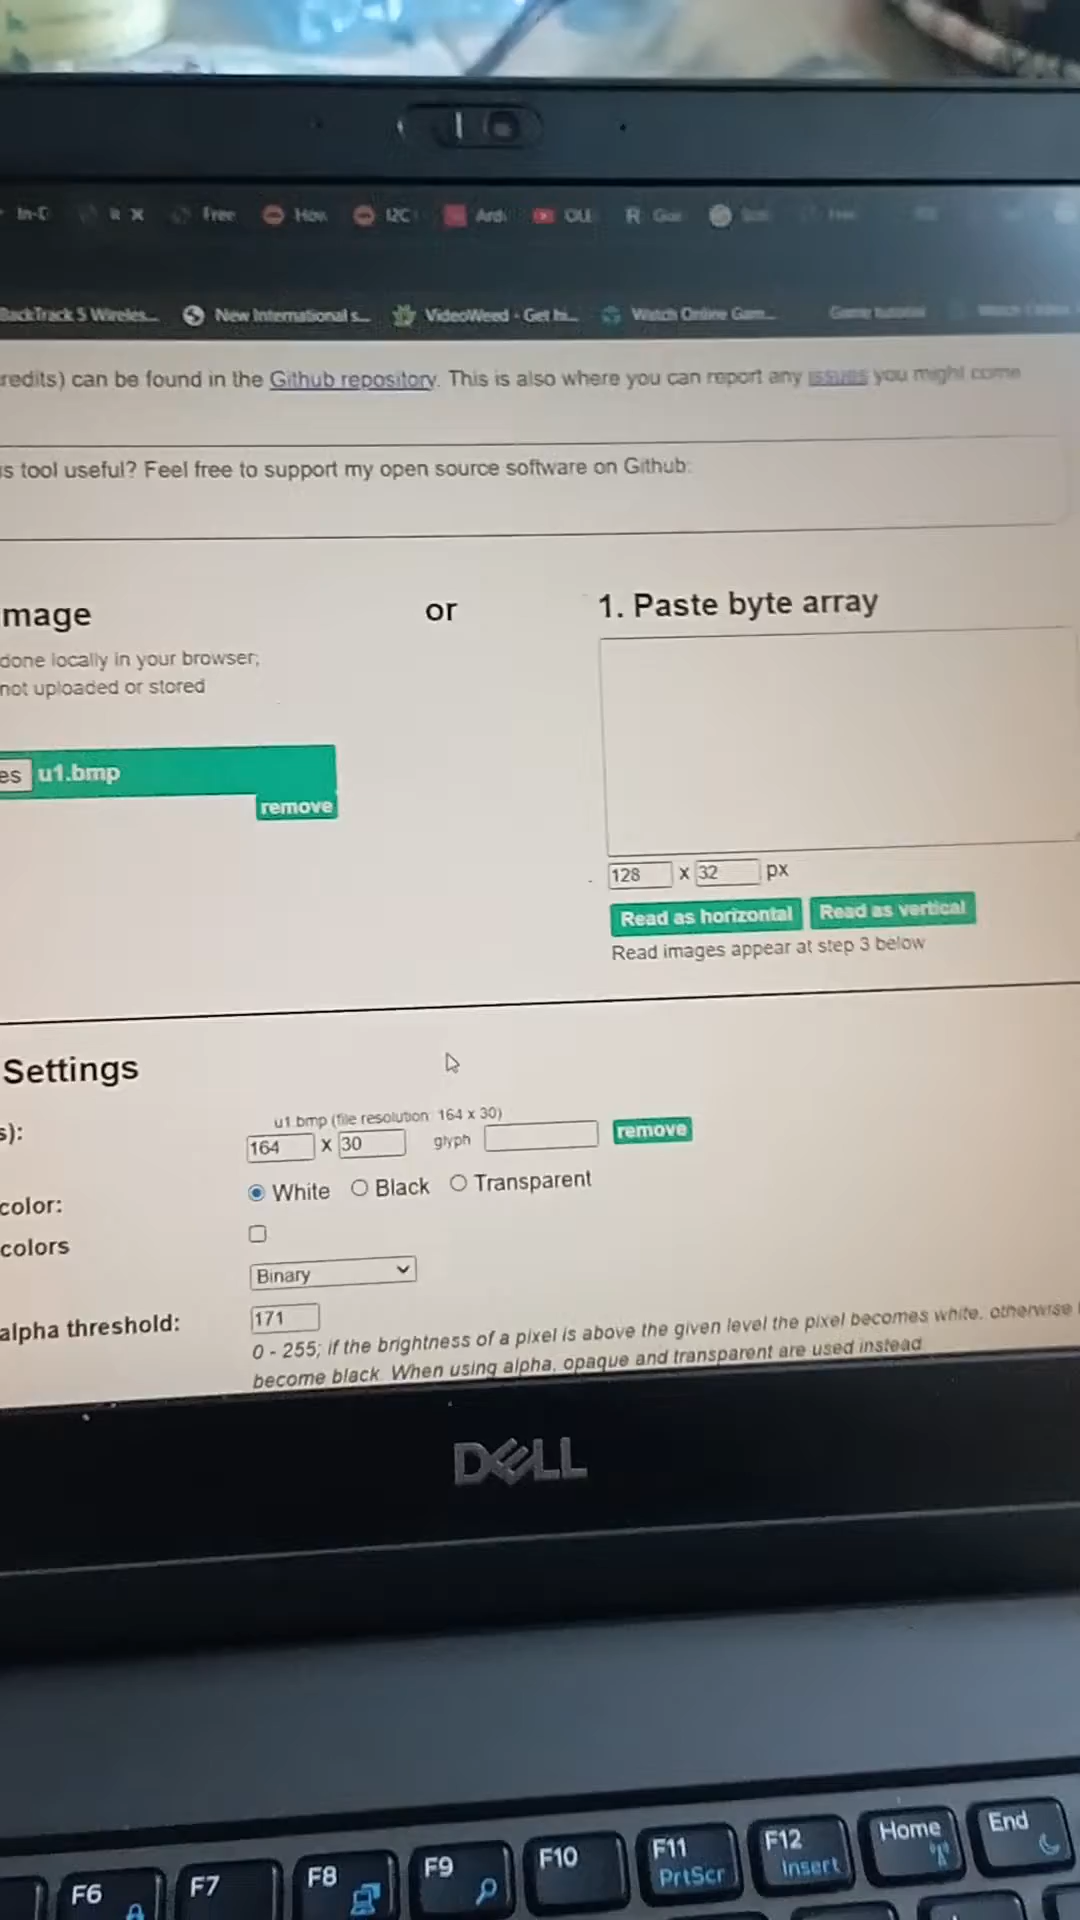 In-D
Free
How
I2C
Ard
OLE
R
BackTrack 5 Wireles...
New International s...
VideoWeed - Get hi...
Watch Online Gam...
redits) can be found in the Github repository. This is also where you can report any issues you might come
is tool useful? Feel free to support my open source software on Github:
mage
or
1. Paste byte array
done locally in your browser;
not uploaded or stored
es u1.bmp
remove
128 x 32 px
Read as horizontal Read as vertical
Read images appear at step 3 below
Settings
u1.bmp (file resolution: 164 x 30)
s): 164 x 30 glyph remove
color: White Black Transparent
colors
Binary
alpha threshold: 171
0 - 255; if the brightness of a pixel is above the given level the pixel becomes white, otherwise
become black. When using alpha, opaque and transparent are used instead.
DELL
F6 F7 F8 F9 F10 F11 PrtScr F12 Insert Home End